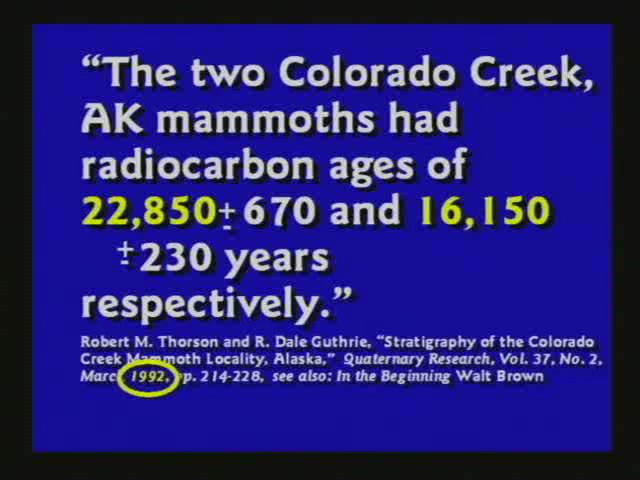 “The two Colorado Creek,
AK mammoths had
radiocarbon ages of
22,850± 670 and 16,150
±230 years
respectively.”
Robert M. Thorson and R. Dale Guthrie, “Stratigraphy of the Colorado
Creek Mammoth Locality, Alaska,” Quaternary Research, Vol. 37, No. 2,
March, 1992, pp. 214-228, see also: In the Beginning Walt Brown